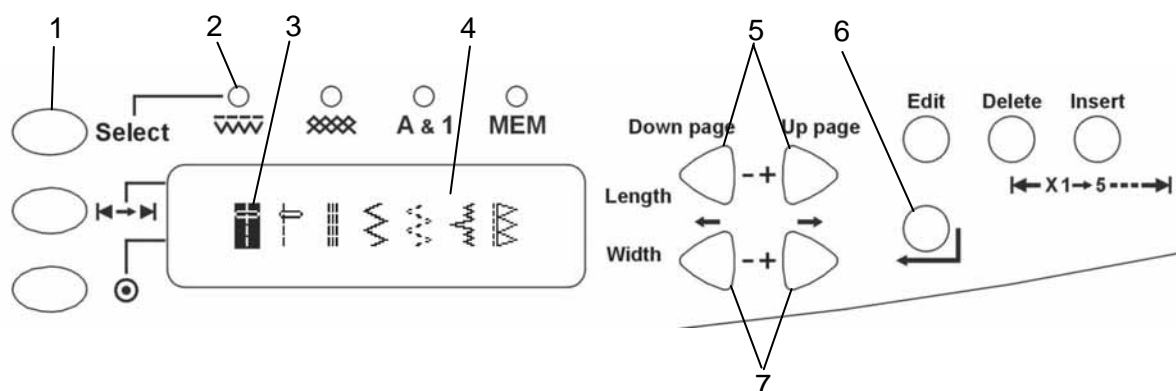 1 2 3 4 5 6
Edit Delete Insert
Down page Up page
Select A & 1 MEM
- +
X 1 → 5
Length
Width - +
7